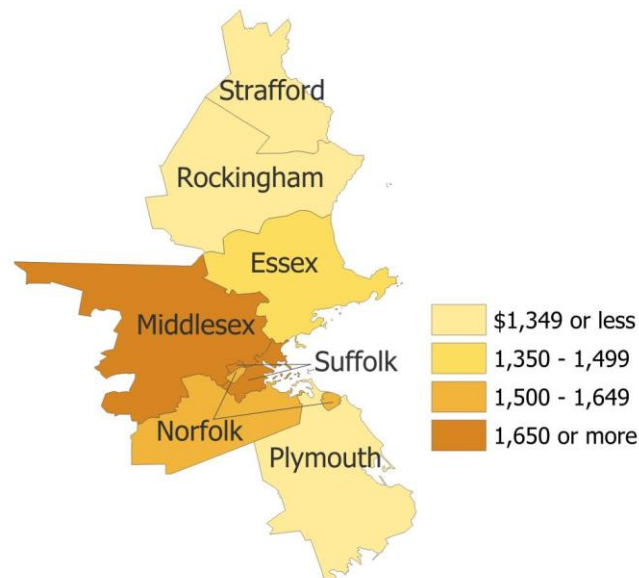 Strafford
Rockingham
Essex
Middlesex
Suffolk
Norfolk
Plymouth
$1,349 or less
1,350 - 1,499
1,500 - 1,649
1,650 or more